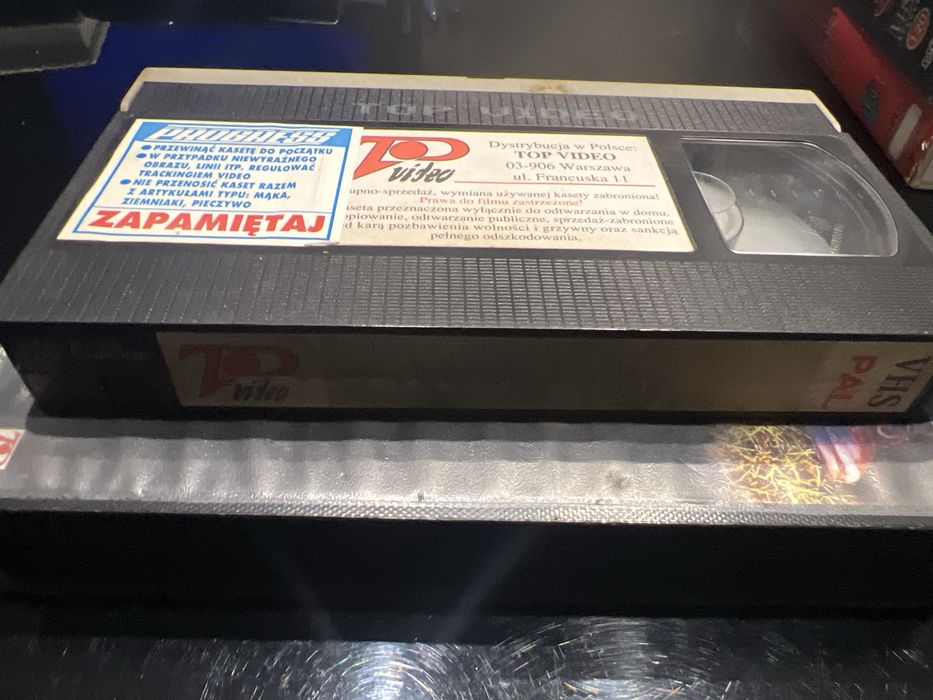 TOP VIDEO
PROGRESS
• PRZEWINĄĆ KASETĘ DO POCZĄTKU
• W PRZYPADKU NIEWYRAŹNEGO
OBRAZU, LINII ITP. REGULOWAĆ
TRACKINGIEM VIDEO
• NIE PRZENOSIĆ KASET RAZEM
Z ARTYKUŁAMI TYPU: MĄKA,
ZIEMNIAKI, PIECZYWO
ZAPAMIĘTAJ
video
Dystrybucja w Polsce:
TOP VIDEO
03-906 Warszawa
ul. Francuska 11
upno-sprzedaż, wymiana używanej kasety zabroniona!
Prawa do filmu zastrzeżone!
aseta przeznaczona wyłącznie do odtwarzania w domu.
opiowanie, odtwarzanie publiczne, sprzedaż-zabronione
d karą pozbawienia wolności i grzywny oraz sankcją
pełnego odszkodowania.
video
VHS
PAL